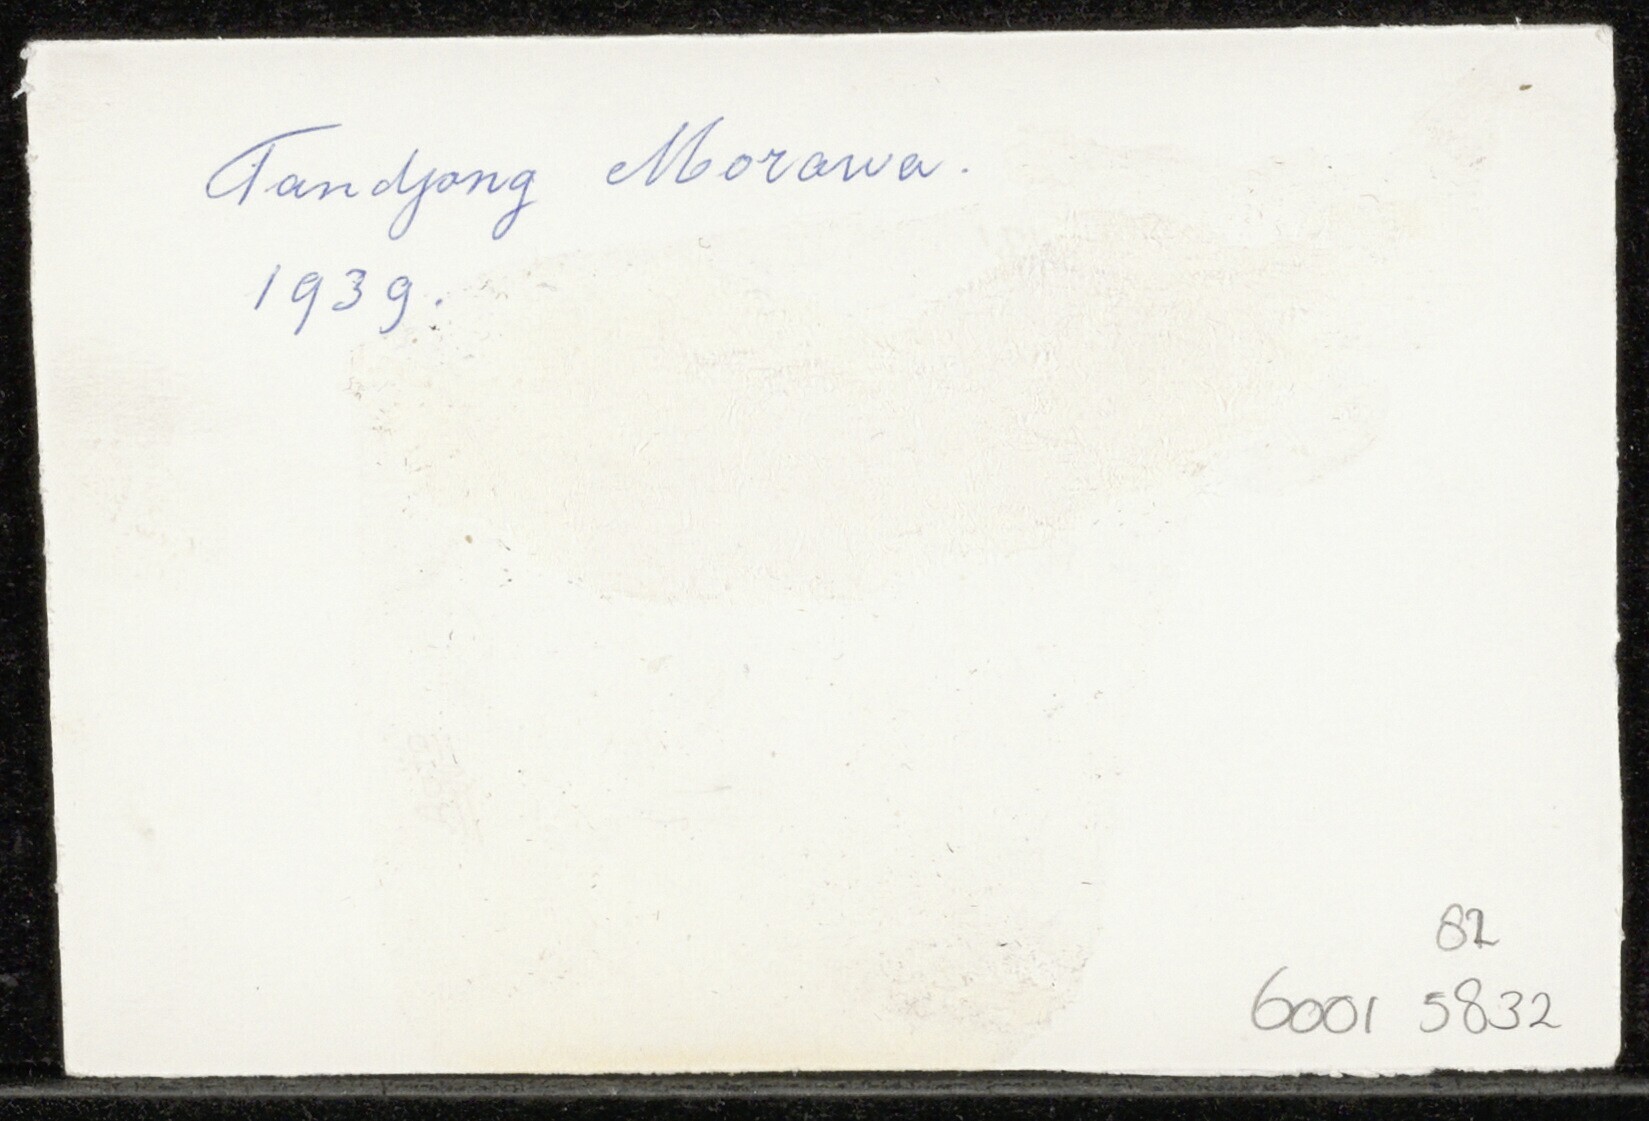 Tandjong Morawa.
1939.
82
6001 5832